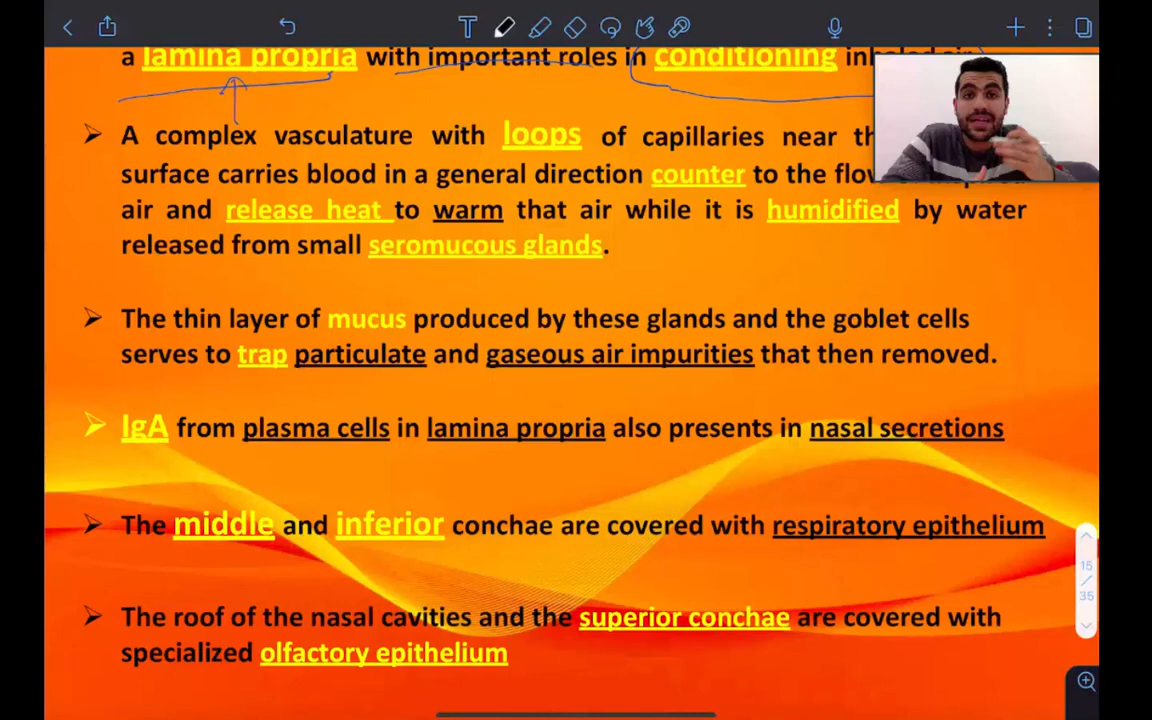 a lamina propria with important roles in conditioning
A complex vasculature with loops of capillaries near
surface carries blood in a general direction counter to the
air and release heat to warm that air while it is humidified by water
released from small seromucous glands.
The thin layer of mucus produced by these glands and the goblet cells
serves to trap particulate and gaseous air impurities that then removed.
IgA from plasma cells in lamina propria also presents in nasal secretions
The middle and inferior conchae are covered with respiratory epithelium
The roof of the nasal cavities and the superior conchae are covered with
specialized olfactory epithelium
15
/
35